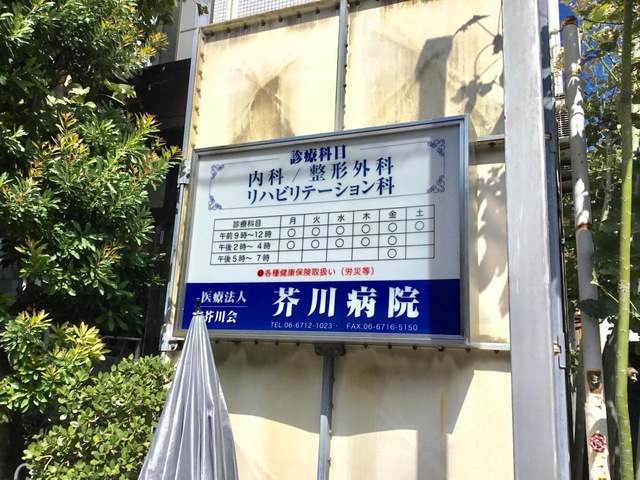 診療科目
内科/整形外科
リハビリテーション科
診療科目 月 火 水 木 金 土
午前9時〜12時 ○ ○ ○ ○ ○ ○
午後2時〜4時 ○ ○ ○ ○ ○
午後5時〜7時 ○
●各種健康保険取扱い(労災等)
医療法人
芥川会
芥川病院
TEL.06-6712-1023・ FAX.06-6716-5150